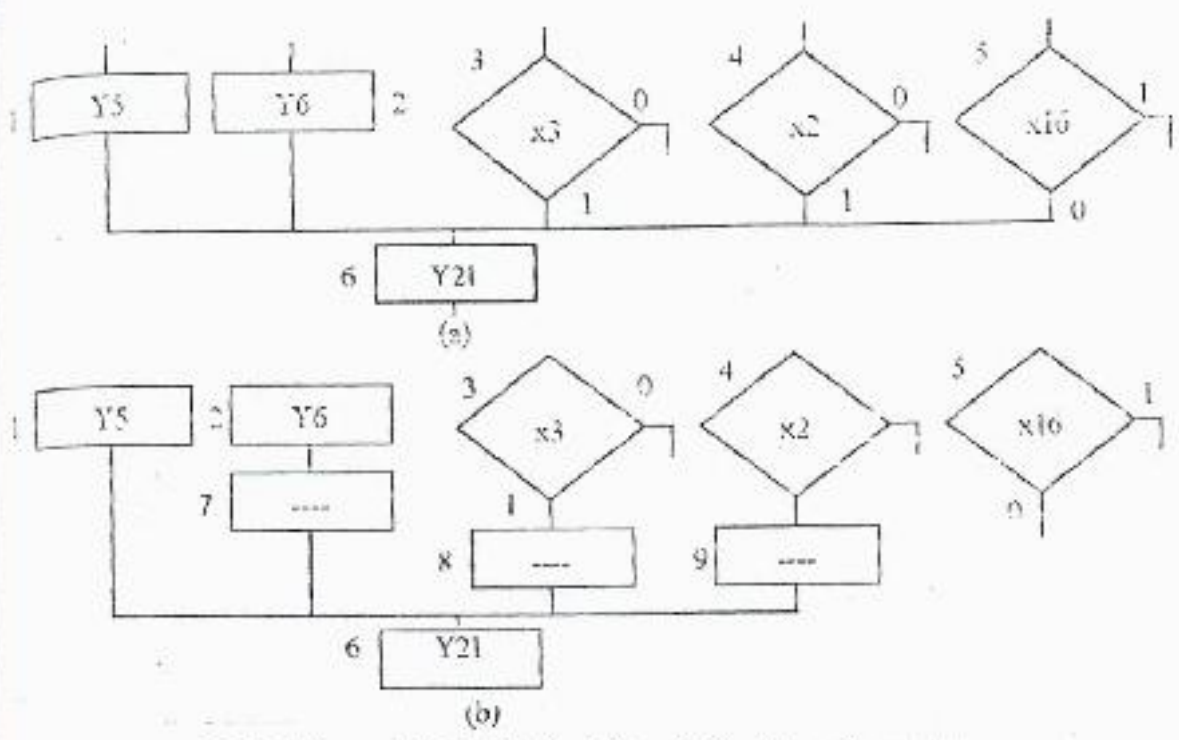 3 4 5 1
0 0 1
1 Y5 Y6 2 x3 x2 x16
1 1 0
6 Y21
(a)
3 0 4 5 1
1 Y5 2 Y6 x3 x2 x16
7 ---- 1 0
8 ---- 9 ----
6 Y21
(b)